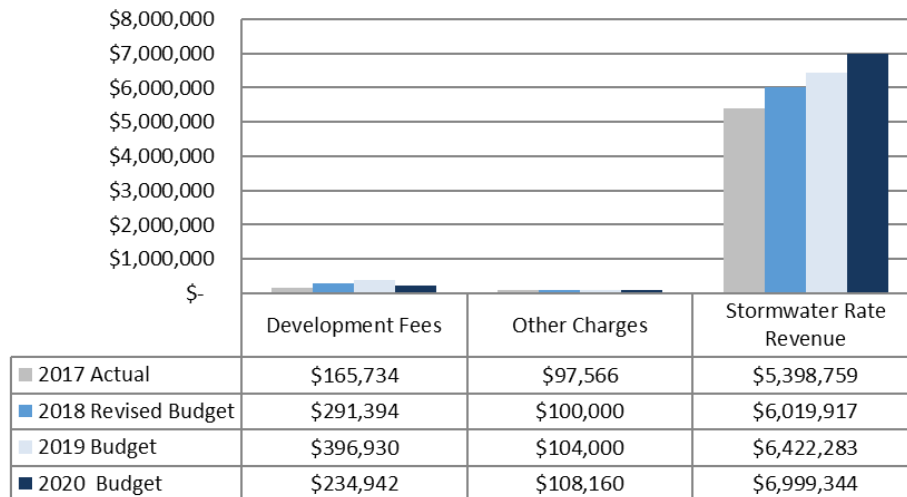 $8,000,000
$7,000,000
$6,000,000
$5,000,000
$4,000,000
$3,000,000
$2,000,000
$1,000,000
$-
Development Fees Other Charges Stormwater Rate
Revenue
2017 Actual $165,734 $97,566 $5,398,759
2018 Revised Budget $291,394 $100,000 $6,019,917
2019 Budget $396,930 $104,000 $6,422,283
2020 Budget $234,942 $108,160 $6,999,344